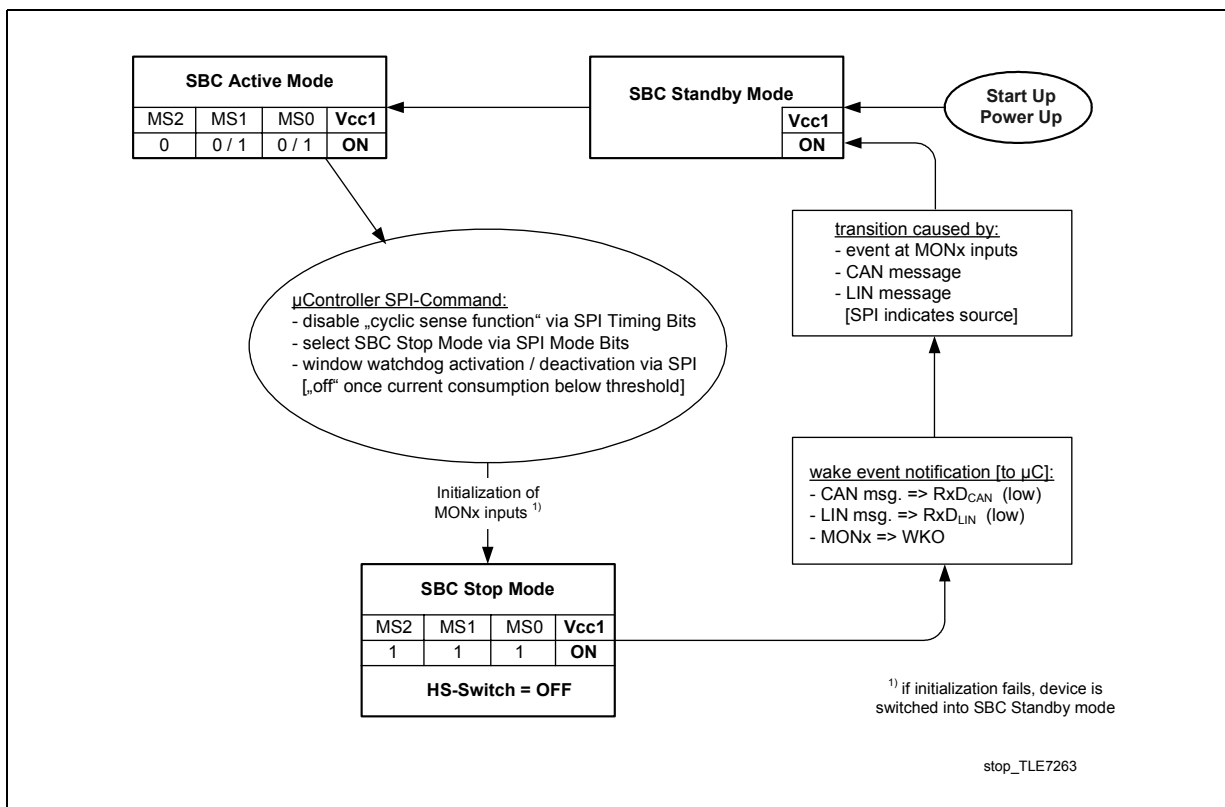 SBC Active Mode
MS2 MS1 MS0 Vcc1
0 0 / 1 0 / 1 ON
SBC Standby Mode
Vcc1
ON
Start Up
Power Up
µController SPI-Command:
- disable „cyclic sense function“ via SPI Timing Bits
- select SBC Stop Mode via SPI Mode Bits
- window watchdog activation / deactivation via SPI
[„off“ once current consumption below threshold]
Initialization of
MONx inputs 1)
SBC Stop Mode
MS2 MS1 MS0 Vcc1
1 1 1 ON
HS-Switch = OFF
wake event notification [to µC]:
- CAN msg. => RxDCAN (low)
- LIN msg. => RxDLIN (low)
- MONx => WKO
transition caused by:
- event at MONx inputs
- CAN message
- LIN message
[SPI indicates source]
1) if initialization fails, device is
switched into SBC Standby mode
stop_TLE7263